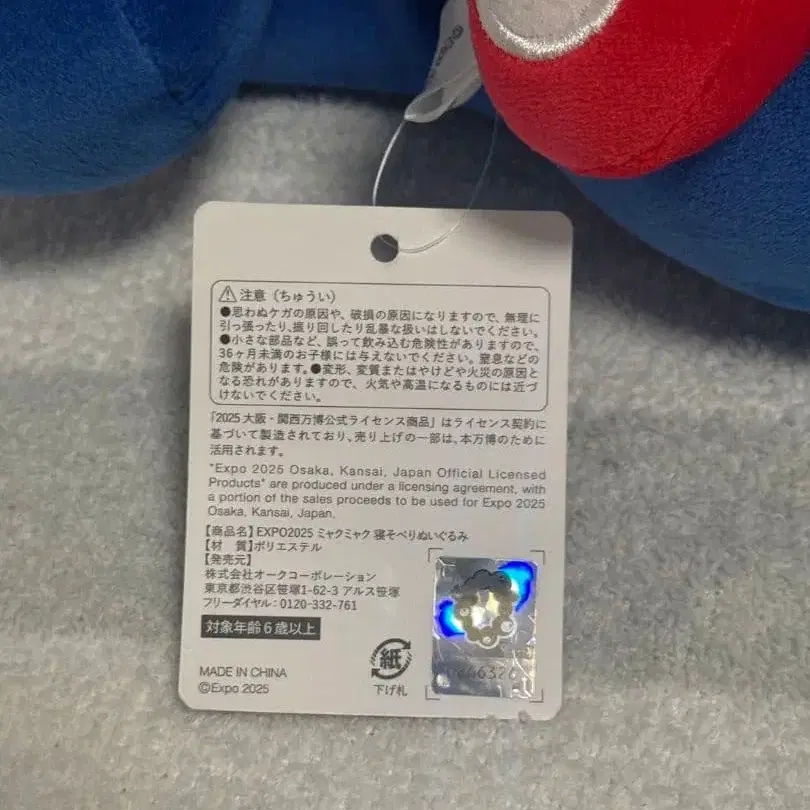 ⚠注意(ちゅうい)
●思わぬケガの原因や、破損の原因になりますので、無理に
引っ張ったり、振り回したり乱暴な扱いはしないでください。
●小さな部品など、誤って飲み込む危険性がありますので、
36ヶ月未満のお子様には与えないでください。窒息などの
危険があります。●変形、変質またはやけどや火災の原因と
なる恐れがありますので、火気や高温になるものには近づ
けないでください。
「2025 大阪・関西万博公式ライセンス商品」はライセンス契約に
基づいて製造されており、売り上げの一部は、本万博のために
活用されます。
"Expo 2025 Osaka, Kansai, Japan Official Licensed
Products" are produced under a licensing agreement, with
a portion of the sales proceeds to be used for Expo 2025
Osaka, Kansai, Japan.
【商品名】EXPO2025 ミャクミャク 寝そべりぬいぐるみ
【材　質】ポリエステル
【発売元】
株式会社オークコーポレーション
東京都渋谷区笹塚1-62-3 アルス笹塚
フリーダイヤル：0120-332-761
対象年齢6歳以上
MADE IN CHINA
©Expo 2025
紙
下げ札